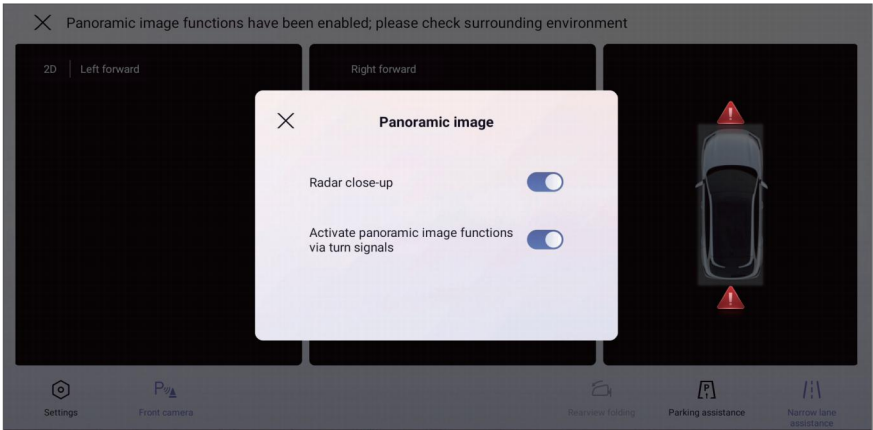 Panoramic image functions have been enabled; please check surrounding environment
2D Left forward
Right forward
Panoramic image
Radar close-up
Activate panoramic image functions
via turn signals
Settings
Front camera
Rearview folding
Parking assistance
Narrow lane
assistance